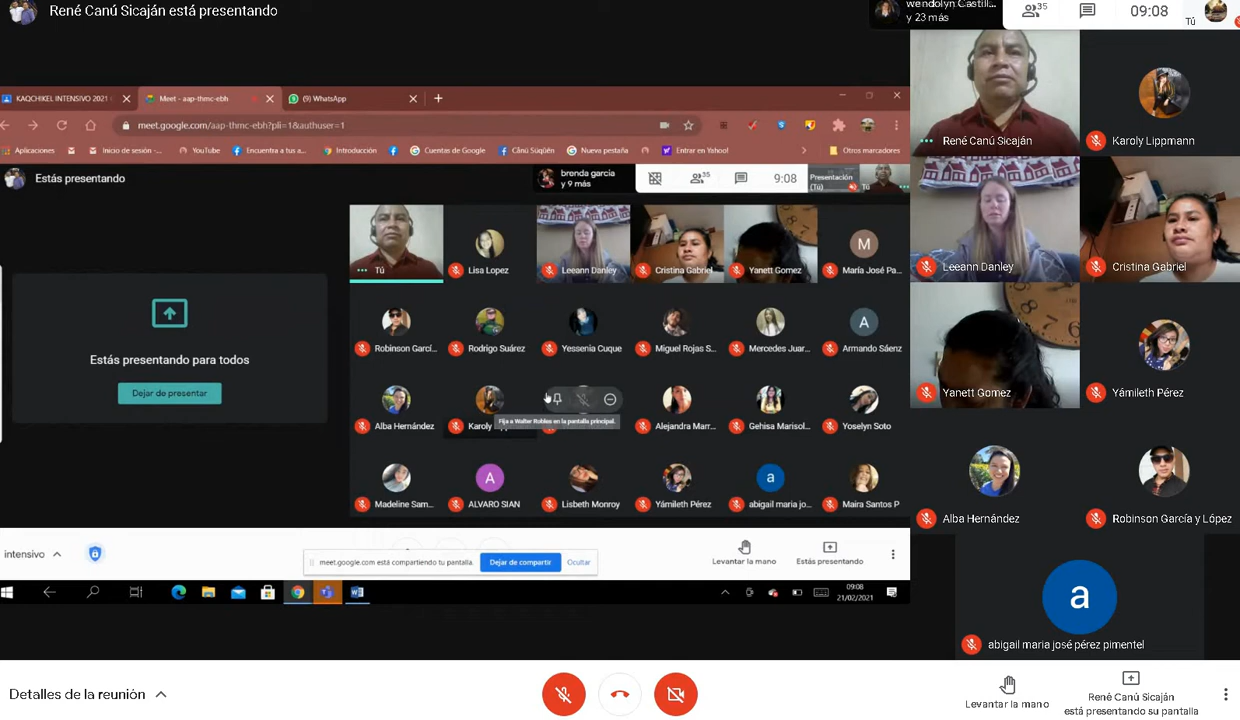 René Canú Sicaján está presentando
wendolyn Castill...
y 23 más
35
09:08
Tú
KAQCHIKEL INTENSIVO 2021
Meet - aap-thmc-ebh
(9) WhatsApp
meet.google.com/aap-thmc-ebh?pli=1&authuser=1
Aplicaciones
Inicio de sesión-...
YouTube
Encuentra a tus a...
Introducción
Cuentas de Google
Cânü Süqüën
Nueva pestaña
Entrar en Yahoo!
Otros marcadores
Estás presentando
brenda garcia
y 9 más
35
9:08
Presentación
(Tú)
Tú
Tú
Lisa Lopez
Leeann Danley
Cristina Gabriel
Yanett Gomez
María José Pa...
Robinson Garcí...
Rodrigo Suárez
Yessenia Cuque
Miguel Rojas S...
Mercedes Juar...
A
Armando Sáenz
M
Estás presentando para todos
Dejar de presentar
Alba Hernández
Karoly
Fija a Walter Robles en la pantalla principal.
Alejandra Marr...
Gehisa Marisol...
Yoselyn Soto
Madeline Sam...
A
ALVARO SIAN
Lisbeth Monroy
Yámileth Pérez
a
abigail maria jo...
Maira Santos P
intensivo
meet.google.com está compartiendo tu pantalla.
Dejar de compartir
Ocultar
Levantar la mano
Estás presentando
09:08
21/02/2021
René Canú Sicaján
Karoly Lippmann
Leeann Danley
Cristina Gabriel
Yanett Gomez
Yámileth Pérez
Alba Hernández
Robinson García y López
a
abigail maria josé pérez pimentel
Detalles de la reunión
Levantar la mano
René Canú Sicaján
está presentando su pantalla